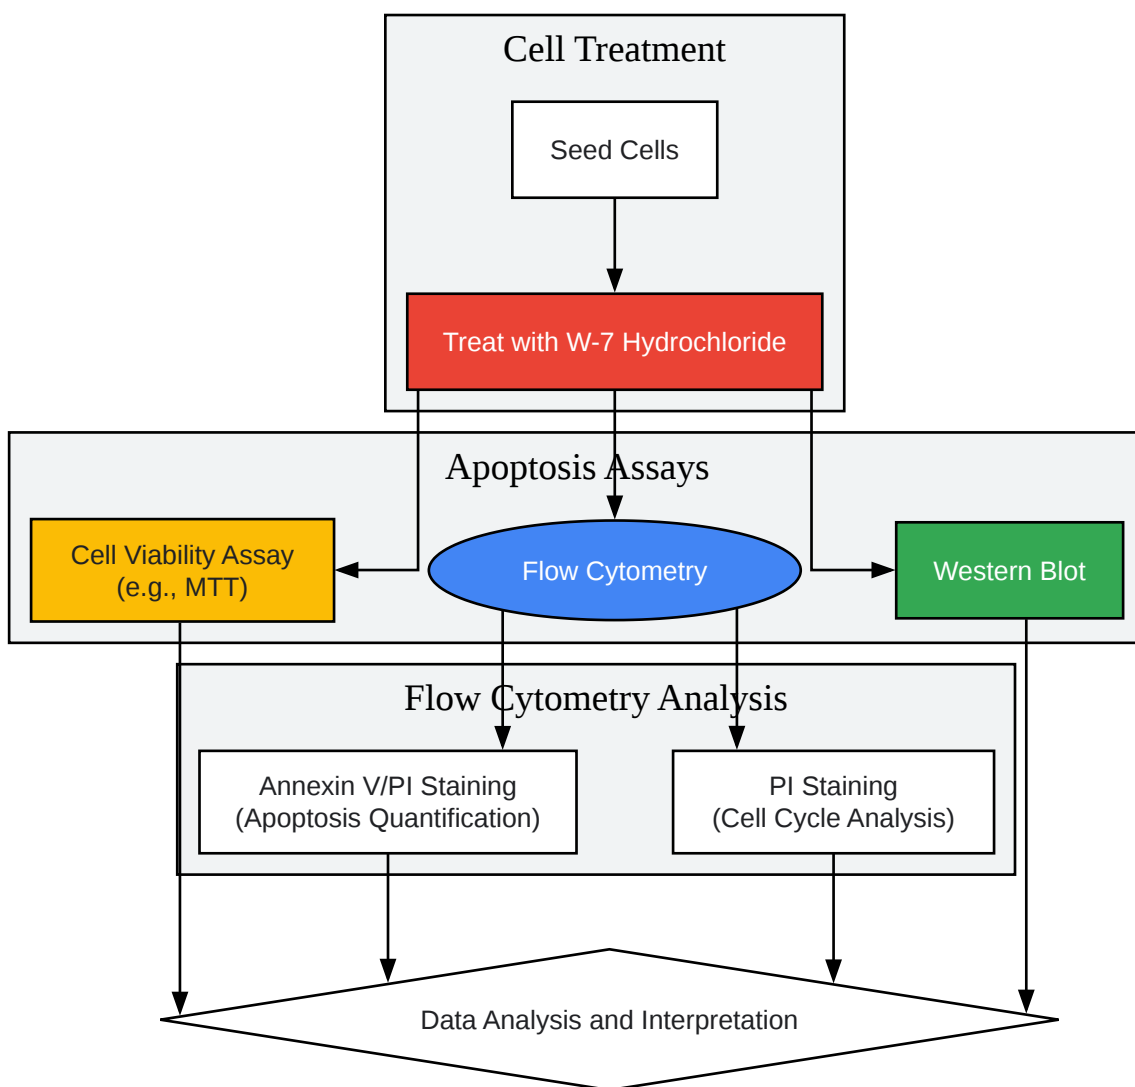 Cell Treatment
Seed Cells
Treat with W-7 Hydrochloride
Apoptosis Assays
Cell Viability Assay
(e.g., MTT)
Flow Cytometry
Western Blot
Flow Cytometry Analysis
Annexin V/PI Staining
(Apoptosis Quantification)
PI Staining
(Cell Cycle Analysis)
Data Analysis and Interpretation